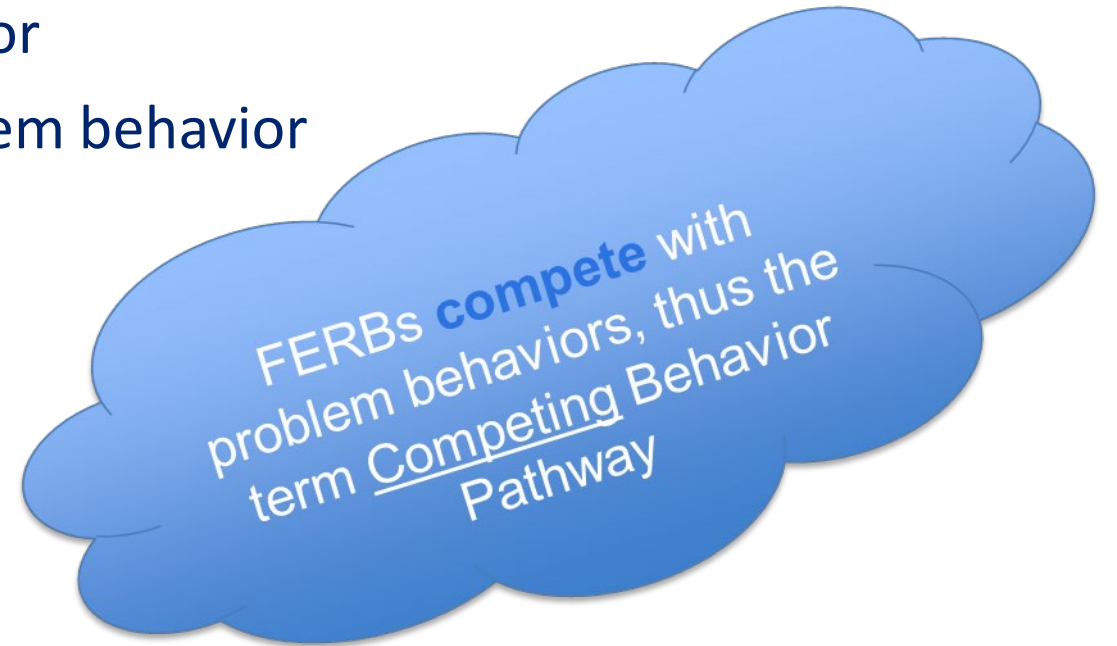 or
em behavior
FERBs compete with
problem behaviors, thus the
term Competing Behavior
Pathway